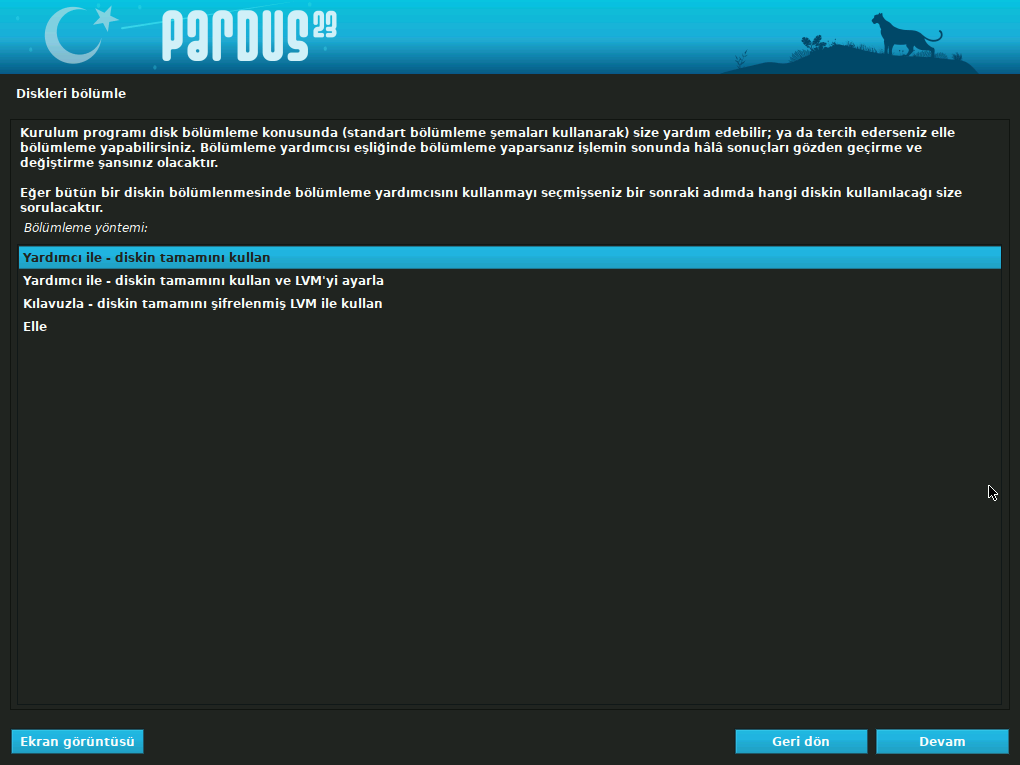 PARDUS 23
Diskleri bölümle
Kurulum programı disk bölümleme konusunda (standart bölümleme şemaları kullanarak) size yardım edebilir; ya da tercih ederseniz elle
bölümleme yapabilirsiniz. Bölümleme yardımcısı eşliğinde bölümleme yaparsanız işlemin sonunda hâlâ sonuçları gözden geçirme ve
değiştirme şansınız olacaktır.
Eğer bütün bir diskin bölümlenmesinde bölümleme yardımcısını kullanmayı seçmişseniz bir sonraki adımda hangi diskin kullanılacağı size
sorulacaktır.
Bölümleme yöntemi:
Yardımcı ile - diskin tamamını kullan
Yardımcı ile - diskin tamamını kullan ve LVM'yi ayarla
Kılavuzla - diskin tamamını şifrelenmiş LVM ile kullan
Elle
Ekran görüntüsü
Geri dön
Devam